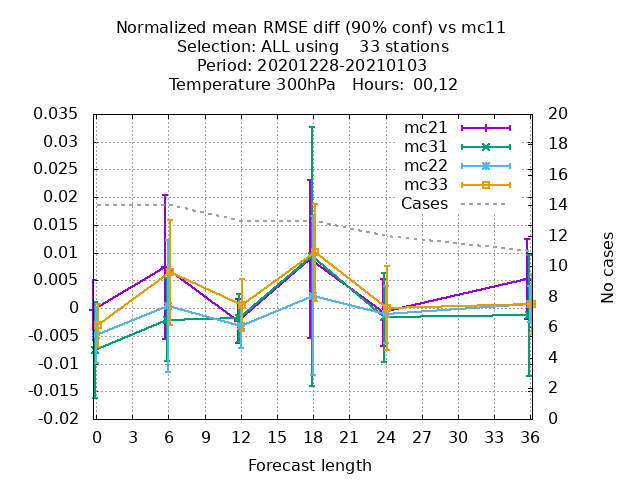 Normalized mean RMSE diff (90% conf) vs mc11
Selection: ALL using    33 stations
Period: 20201228-20210103
Temperature 300hPa   Hours:  00,12
0.035
0.03
0.025
0.02
0.015
0.01
0.005
0
-0.005
-0.01
-0.015
-0.02
mc21
mc31
mc22
mc33
Cases
20
18
16
14
12
10
8
6
4
2
0
No cases
0 3 6 9 12 15 18 21 24 27 30 33 36
Forecast length